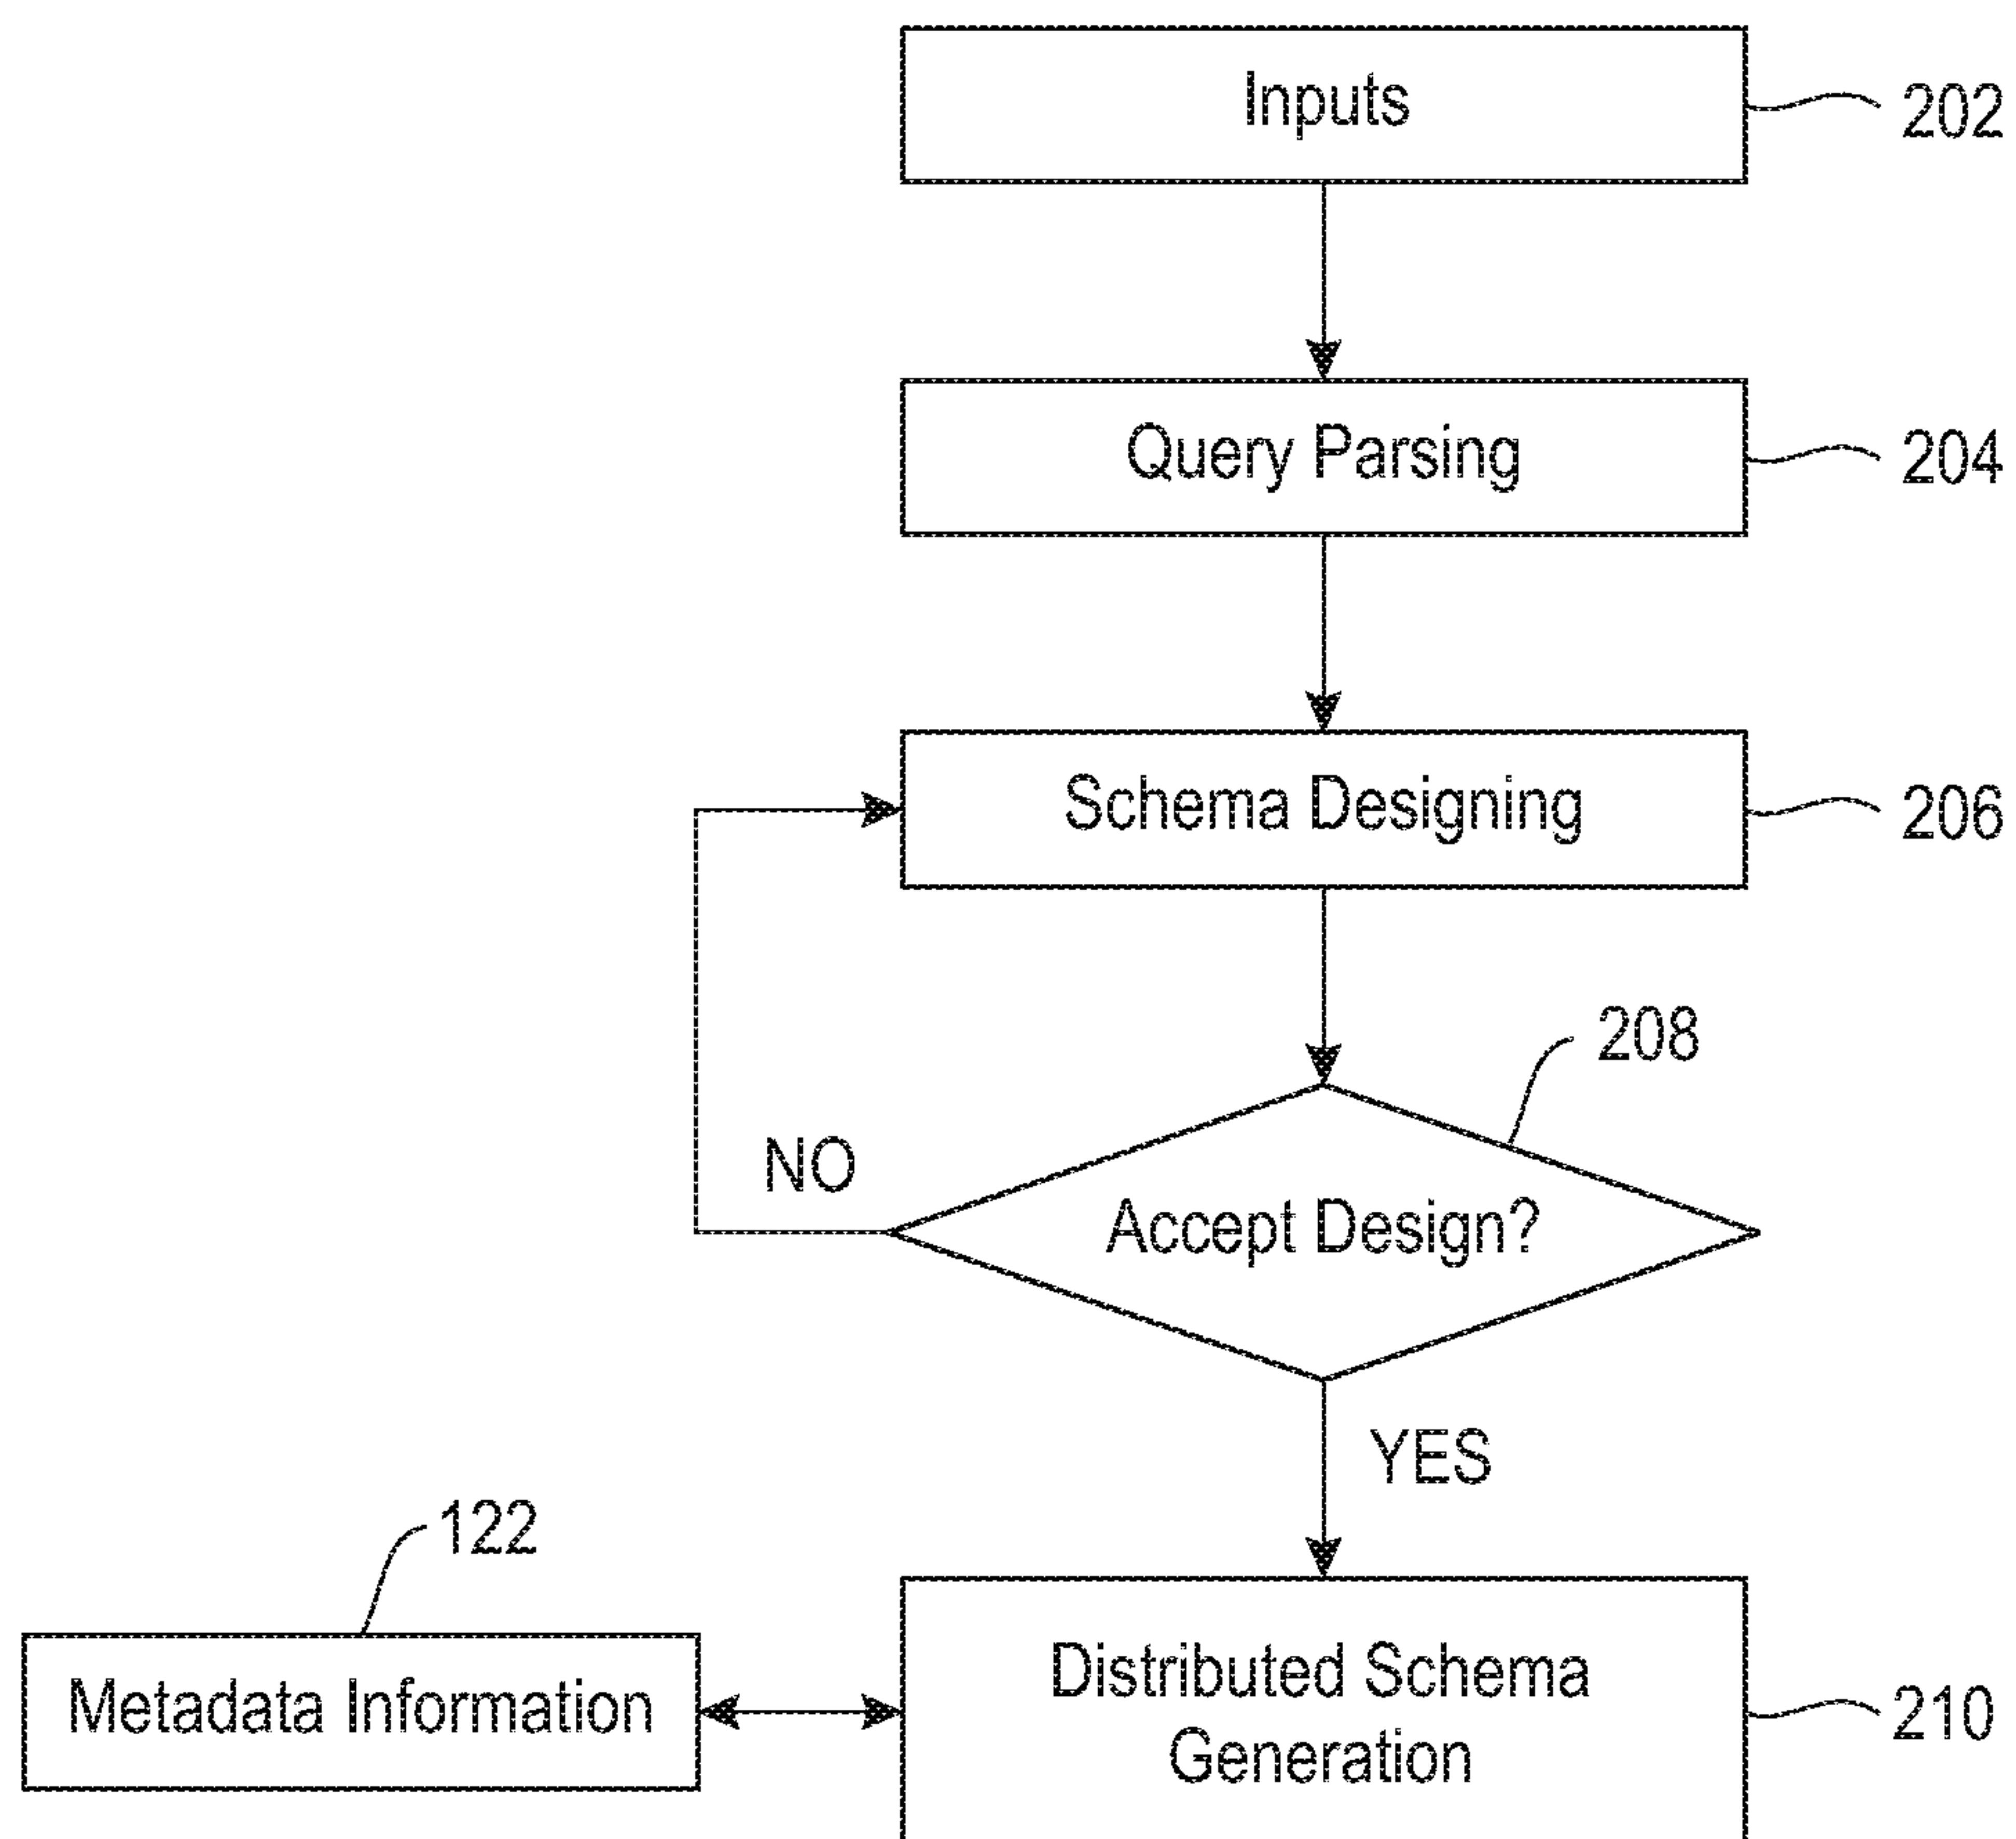 Inputs
202
Query Parsing
204
Schema Designing
206
208
NO
Accept Design?
YES
122
Metadata Information
Distributed Schema
Generation
210